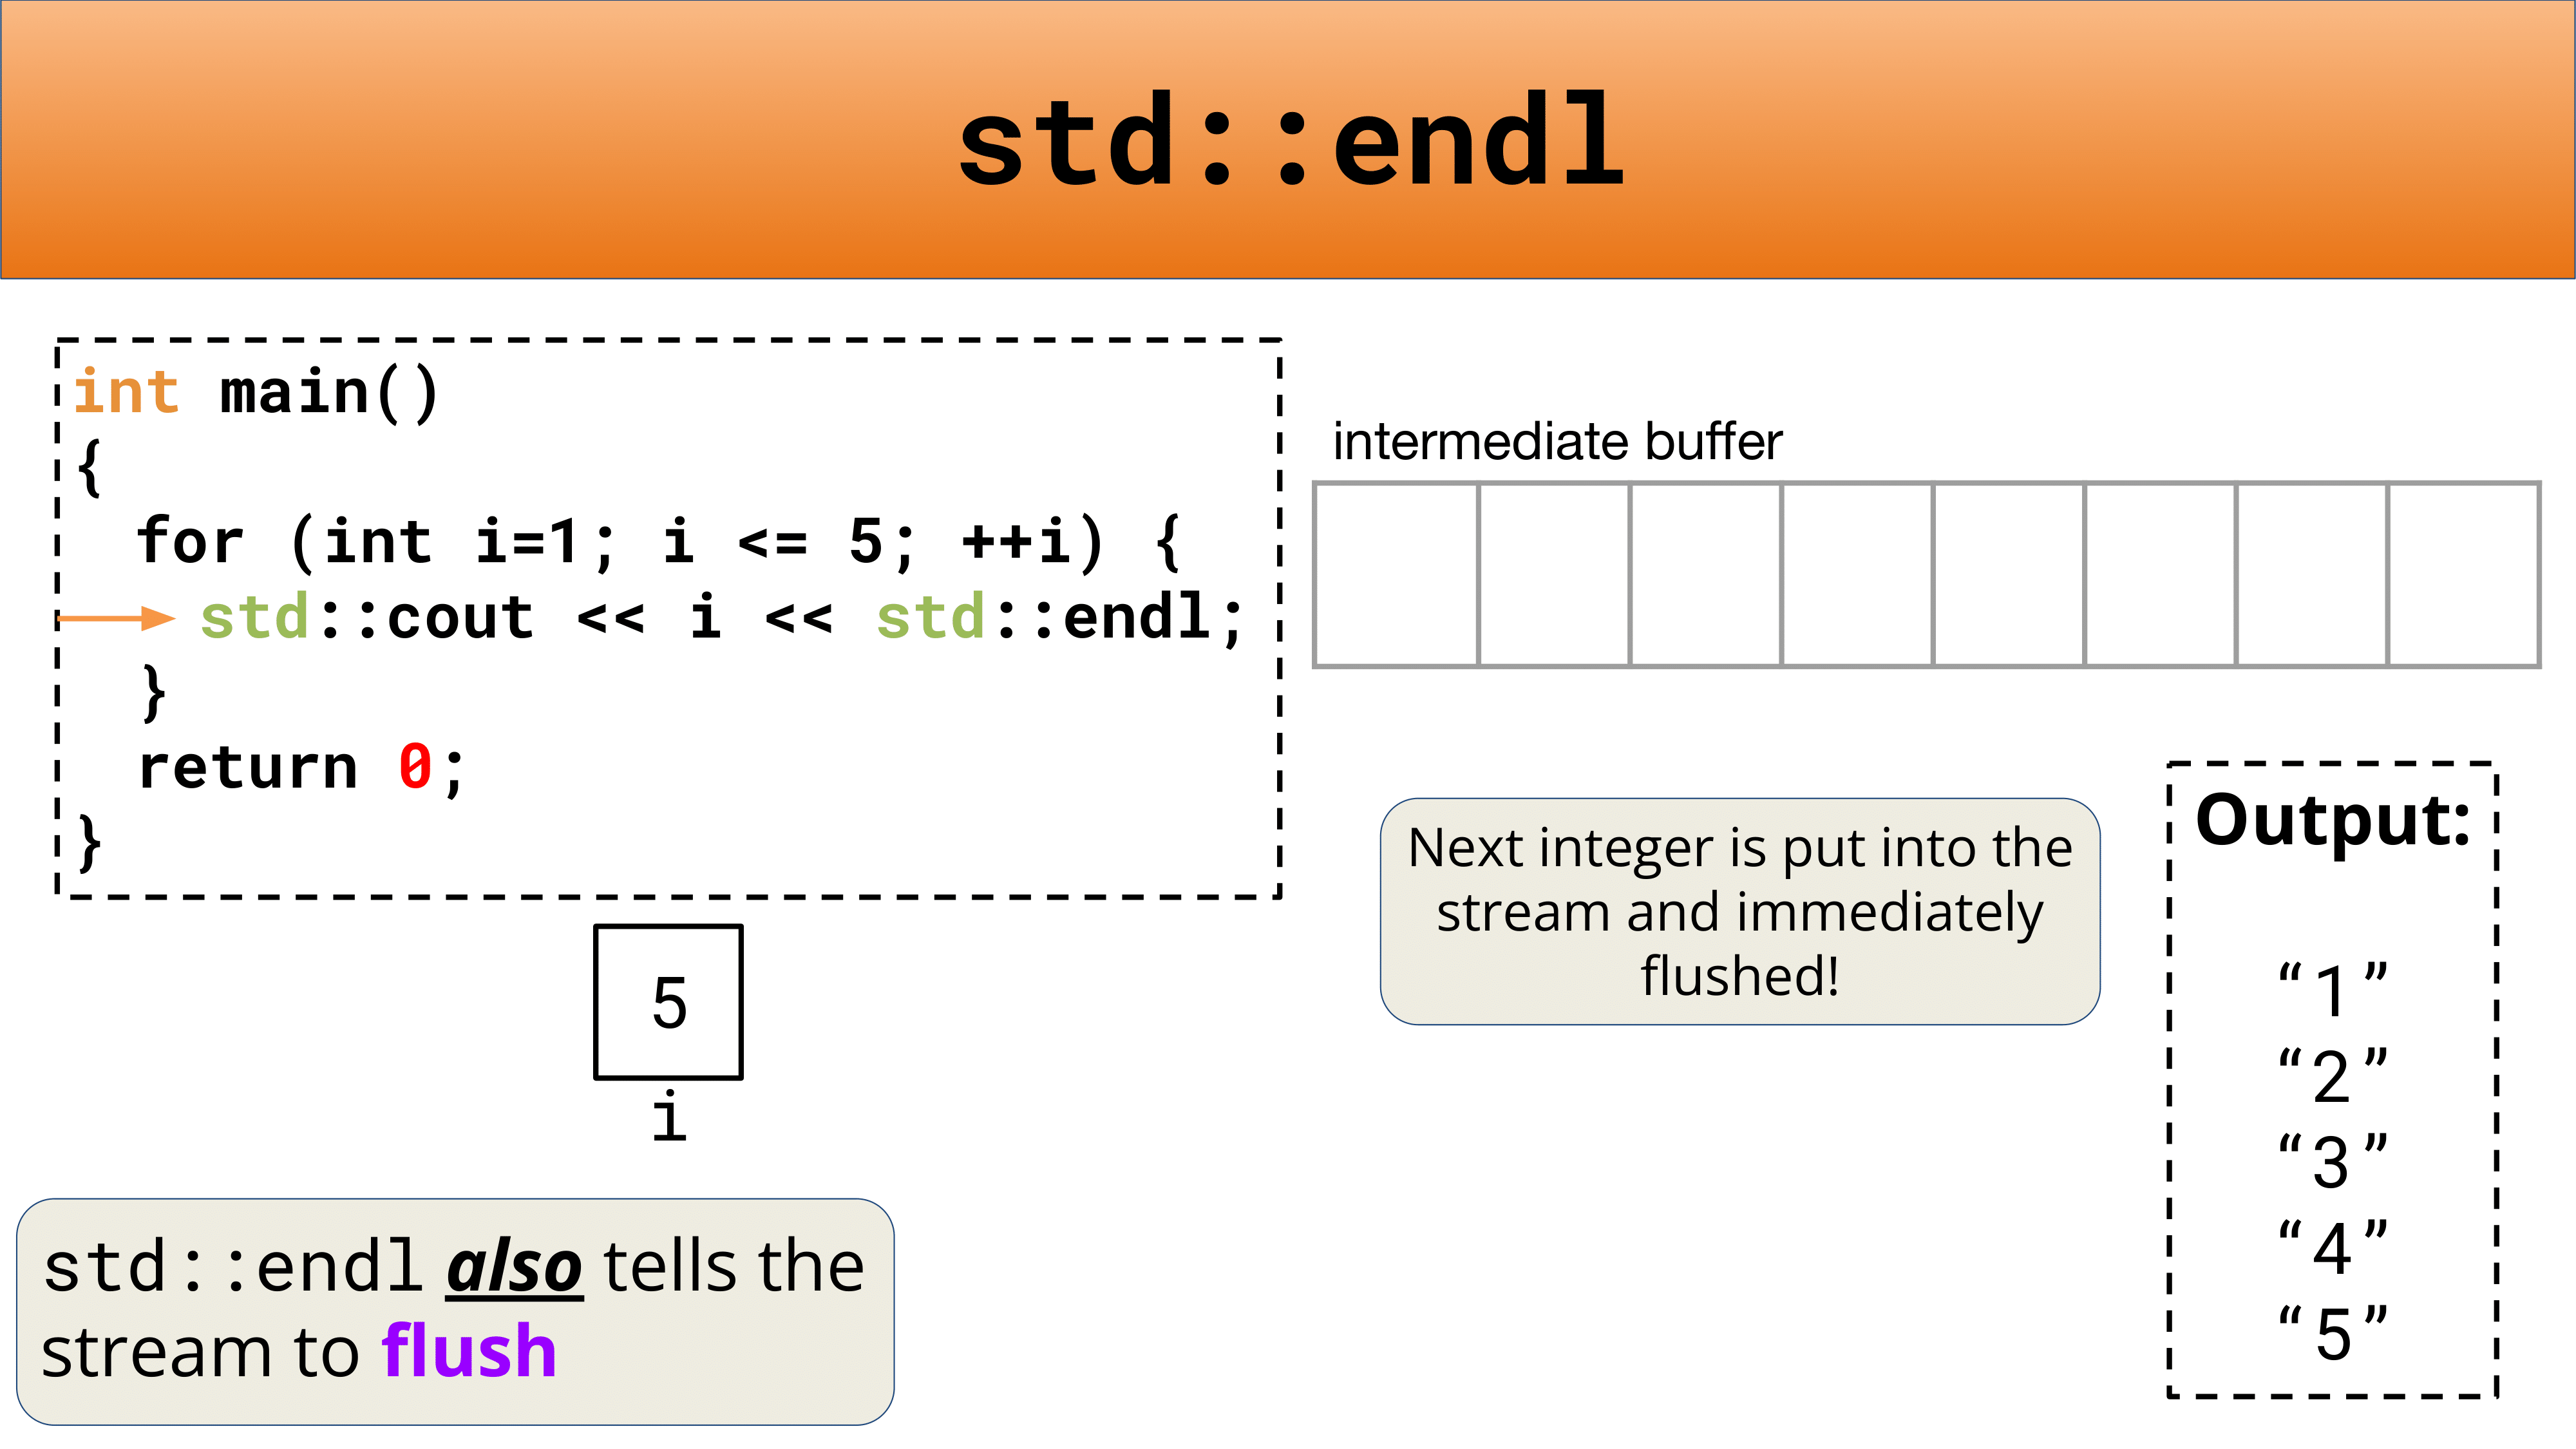 std::endl
int main()
{
  for (int i=1; i <= 5; ++i) {
    std::cout << i << std::endl;
  }
  return 0;
}
intermediate buffer
Next integer is put into the
stream and immediately
flushed!
Output:
“1”
“2”
“3”
“4”
“5”
5
i
std::endl also tells the
stream to flush